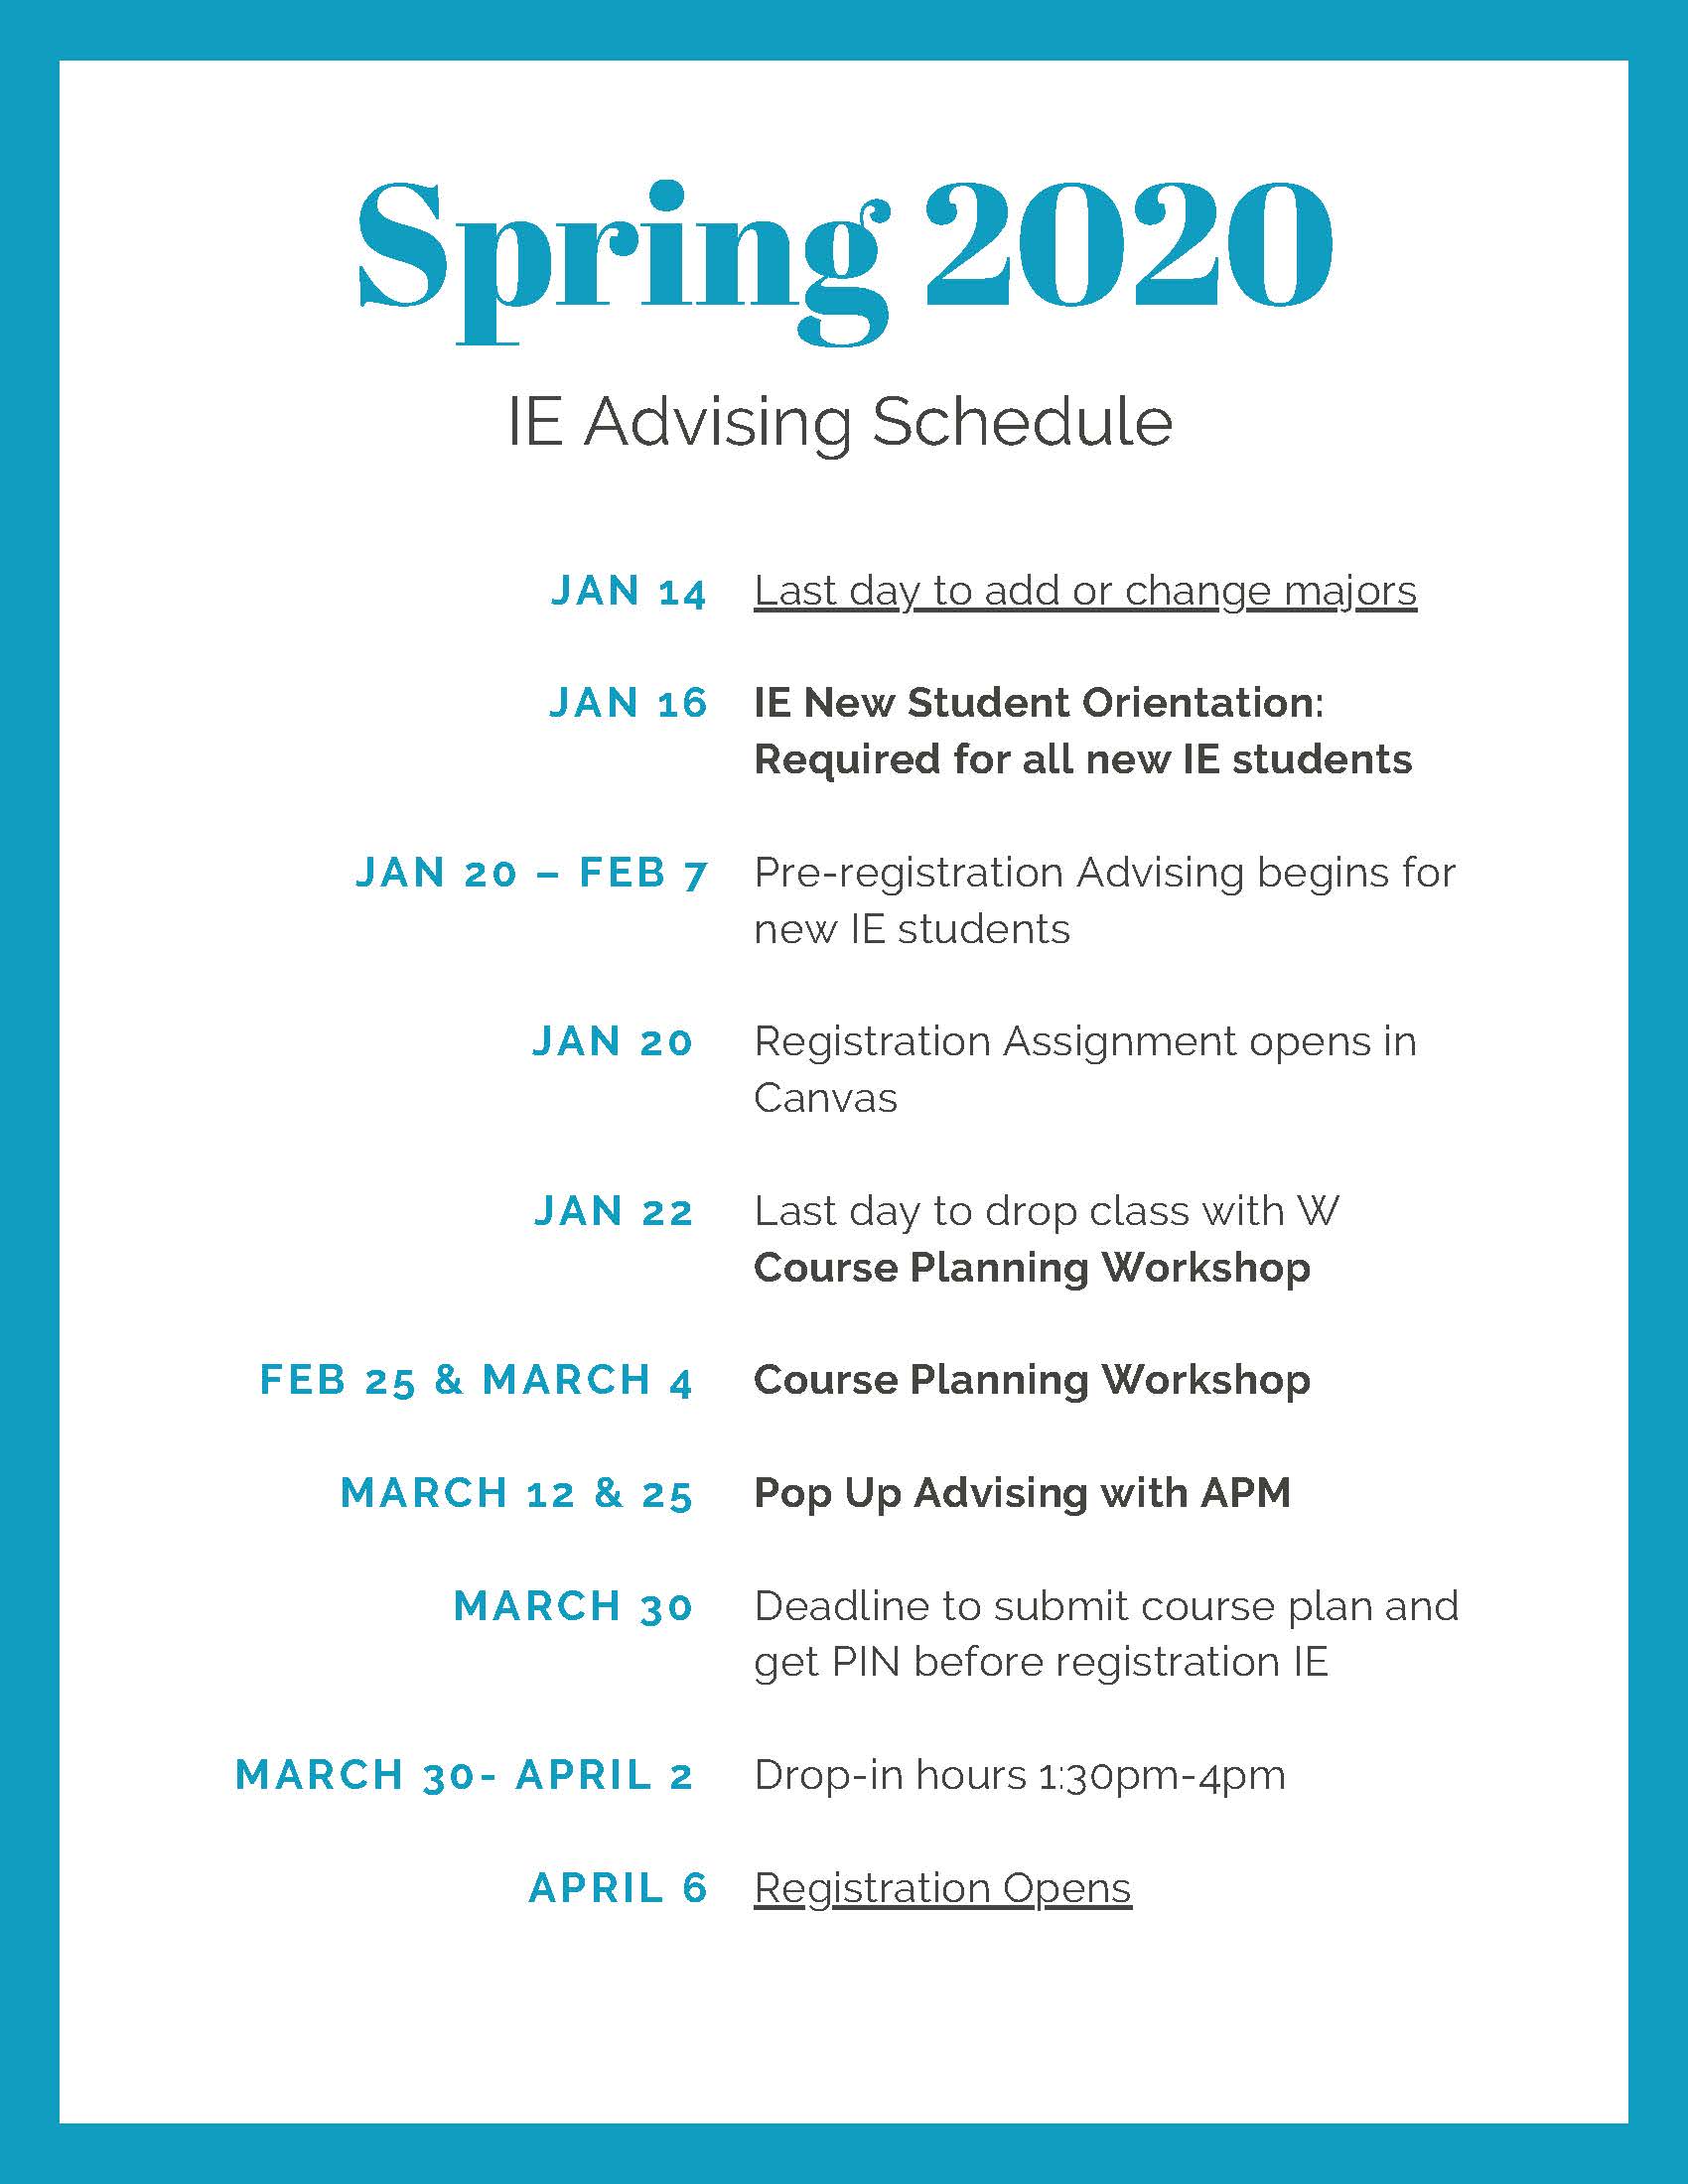 Spring 2020
IE Advising Schedule
JAN 14 Last day to add or change majors
JAN 16 IE New Student Orientation:
Required for all new IE students
JAN 20 – FEB 7 Pre-registration Advising begins for
new IE students
JAN 20 Registration Assignment opens in
Canvas
JAN 22 Last day to drop class with W
Course Planning Workshop
FEB 25 & MARCH 4 Course Planning Workshop
MARCH 12 & 25 Pop Up Advising with APM
MARCH 30 Deadline to submit course plan and
get PIN before registration IE
MARCH 30- APRIL 2 Drop-in hours 1:30pm-4pm
APRIL 6 Registration Opens